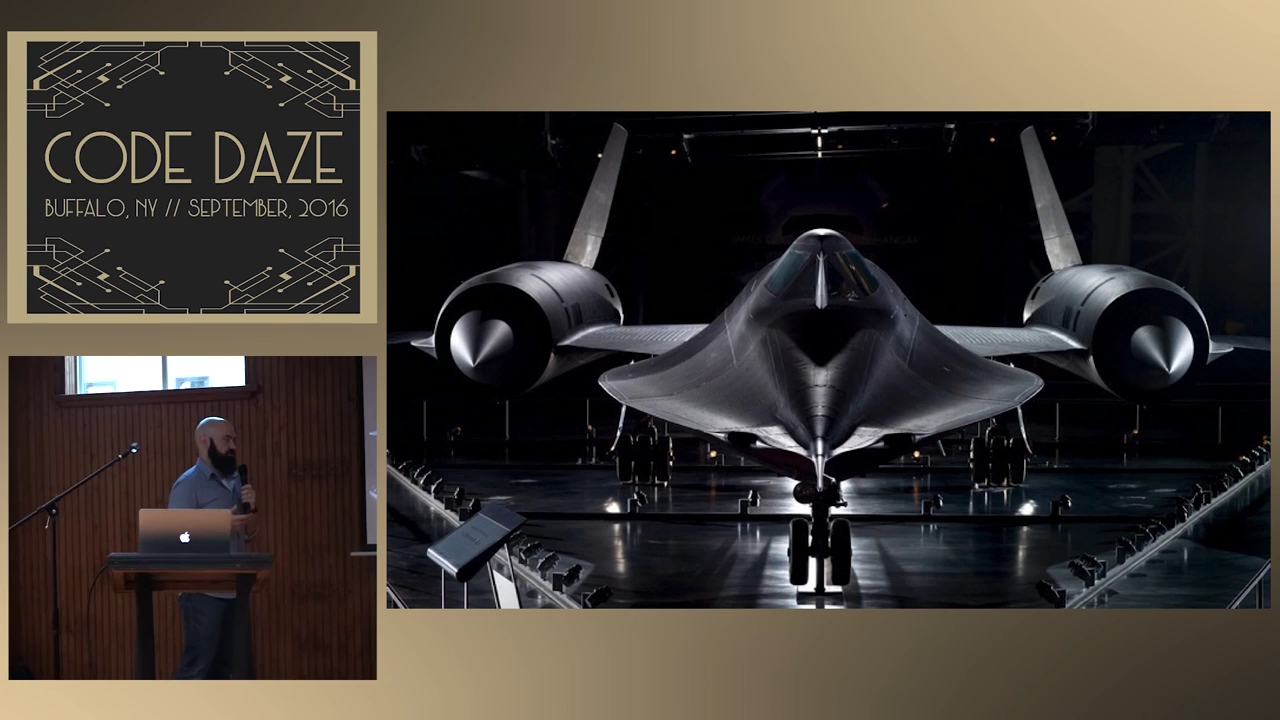 CODE DAZE
BUFFALO, NY // SEPTEMBER, 2016